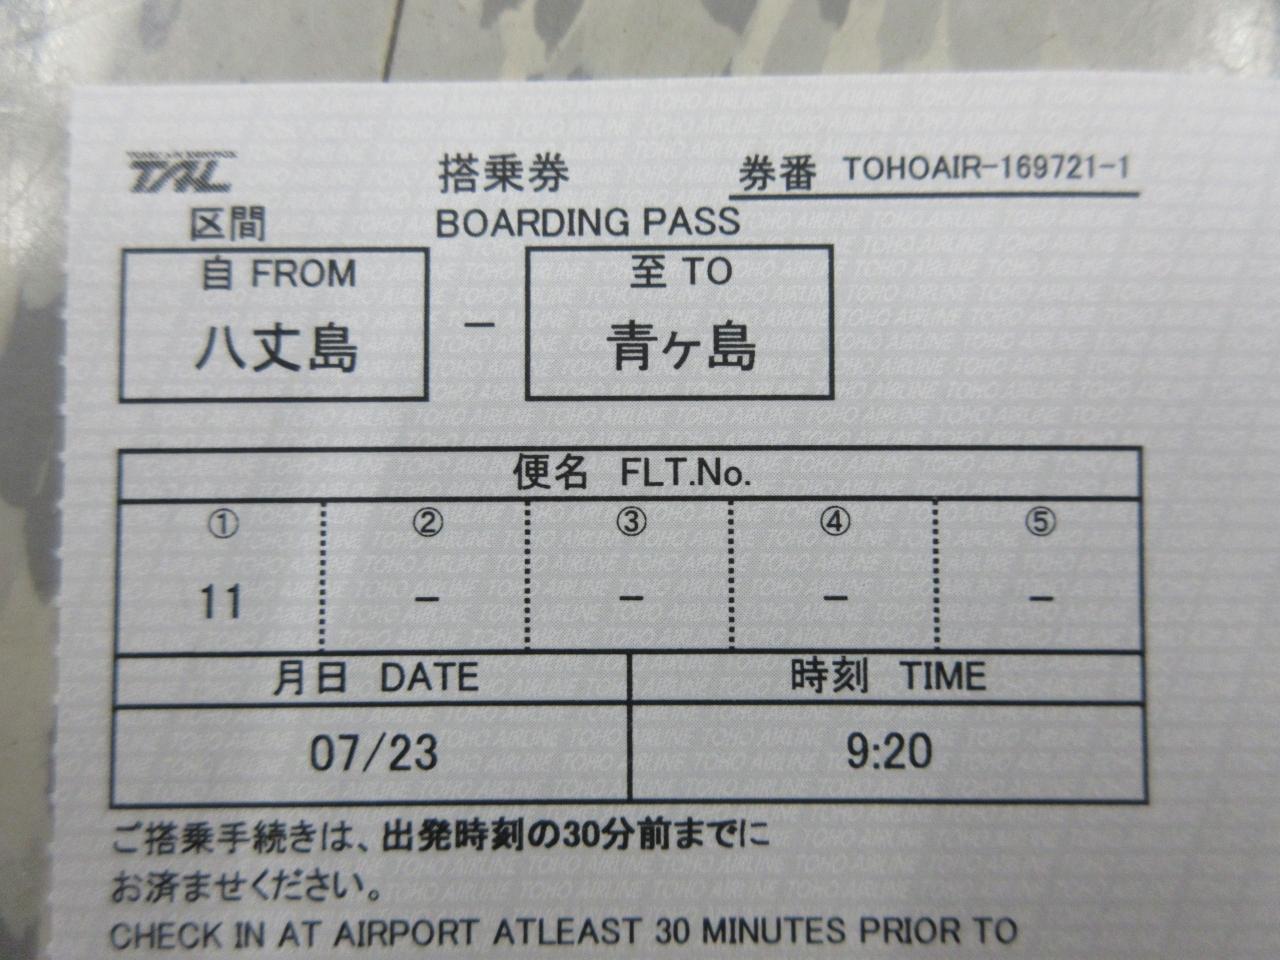 TAL 搭乗券 券番 TOHOAIR-169721-1
区間 BOARDING PASS
自 FROM
八丈島
-
至 TO
青ヶ島
便名 FLT.No.
① ② ③ ④ ⑤
11 - - - -
月日 DATE 時刻 TIME
07/23 9:20
ご搭乗手続きは、出発時刻の30分前までに
お済ませください。
CHECK IN AT AIRPORT ATLEAST 30 MINUTES PRIOR TO